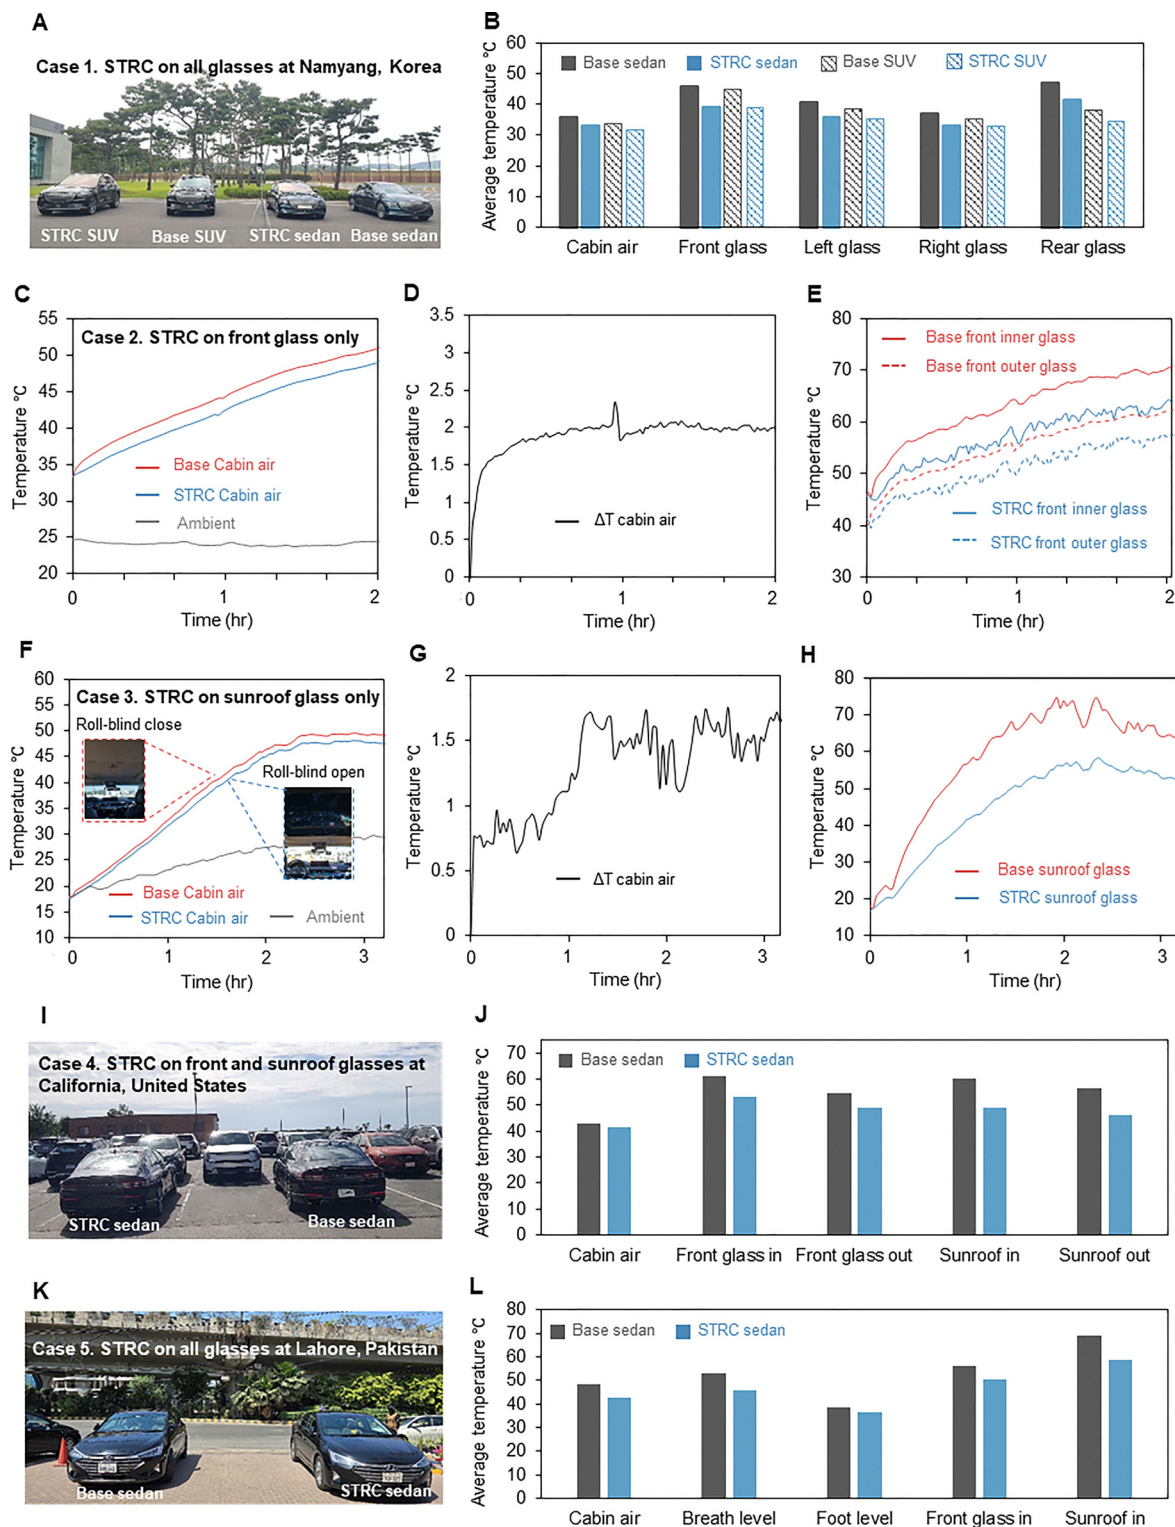 A
Case 1. STRC on all glasses at Namyang, Korea
STRC SUV Base SUV STRC sedan Base sedan
B
Average temperature °C
60
50
40
30
20
10
0
Base sedan STRC sedan Base SUV STRC SUV
Cabin air Front glass Left glass Right glass Rear glass
C
Case 2. STRC on front glass only
Temperature °C
55
50
45
40
35
30
25
20
Base Cabin air
STRC Cabin air
Ambient
0 1 2
Time (hr)
D
Temperature °C
3.5
3
2.5
2
1.5
1
0.5
0
ΔT cabin air
0 1 2
Time (hr)
E
Temperature °C
80
70
60
50
40
30
Base front inner glass
Base front outer glass
STRC front inner glass
STRC front outer glass
0 1 2
Time (hr)
F
Case 3. STRC on sunroof glass only
Temperature °C
60
55
50
45
40
35
30
25
20
15
10
Roll-blind close
Roll-blind open
Base Cabin air
STRC Cabin air Ambient
0 1 2 3
Time (hr)
G
Temperature °C
2
1.5
1
0.5
0
ΔT cabin air
0 1 2 3
Time (hr)
H
Temperature °C
80
70
60
50
40
30
20
10
Base sunroof glass
STRC sunroof glass
0 1 2 3
Time (hr)
I
Case 4. STRC on front and sunroof glasses at
California, United States
STRC sedan Base sedan
J
Average temperature °C
70
60
50
40
30
20
10
0
Base sedan STRC sedan
Cabin air Front glass in Front glass out Sunroof in Sunroof out
K
Case 5. STRC on all glasses at Lahore, Pakistan
Base sedan STRC sedan
L
Average temperature °C
80
70
60
50
40
30
20
10
0
Base sedan STRC sedan
Cabin air Breath level Foot level Front glass in Sunroof in